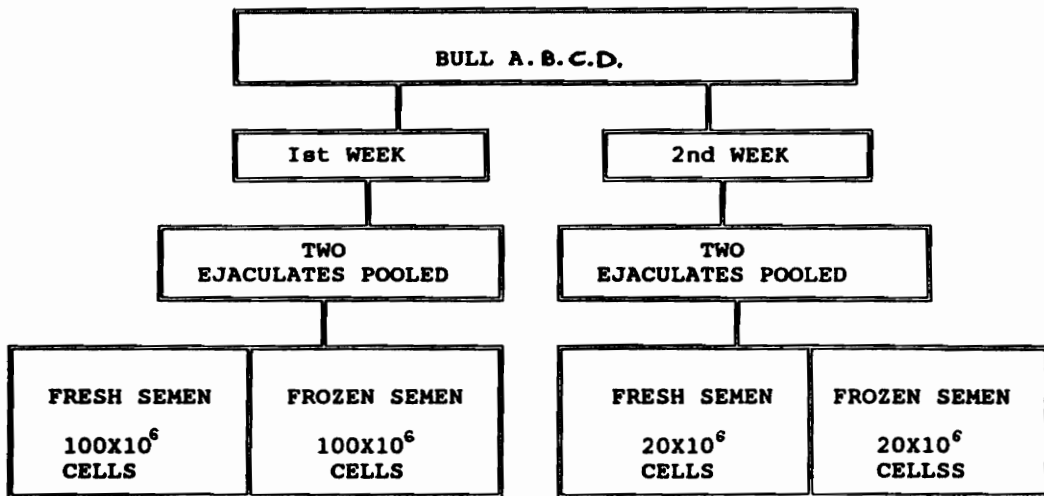 BULL A.B.C.D.
Ist WEEK
2nd WEEK
TWO
EJACULATES POOLED
TWO
EJACULATES POOLED
FRESH SEMEN
100X10⁶
CELLS
FROZEN SEMEN
100X10⁶
CELLS
FRESH SEMEN
20X10⁶
CELLS
FROZEN SEMEN
20X10⁶
CELLSS